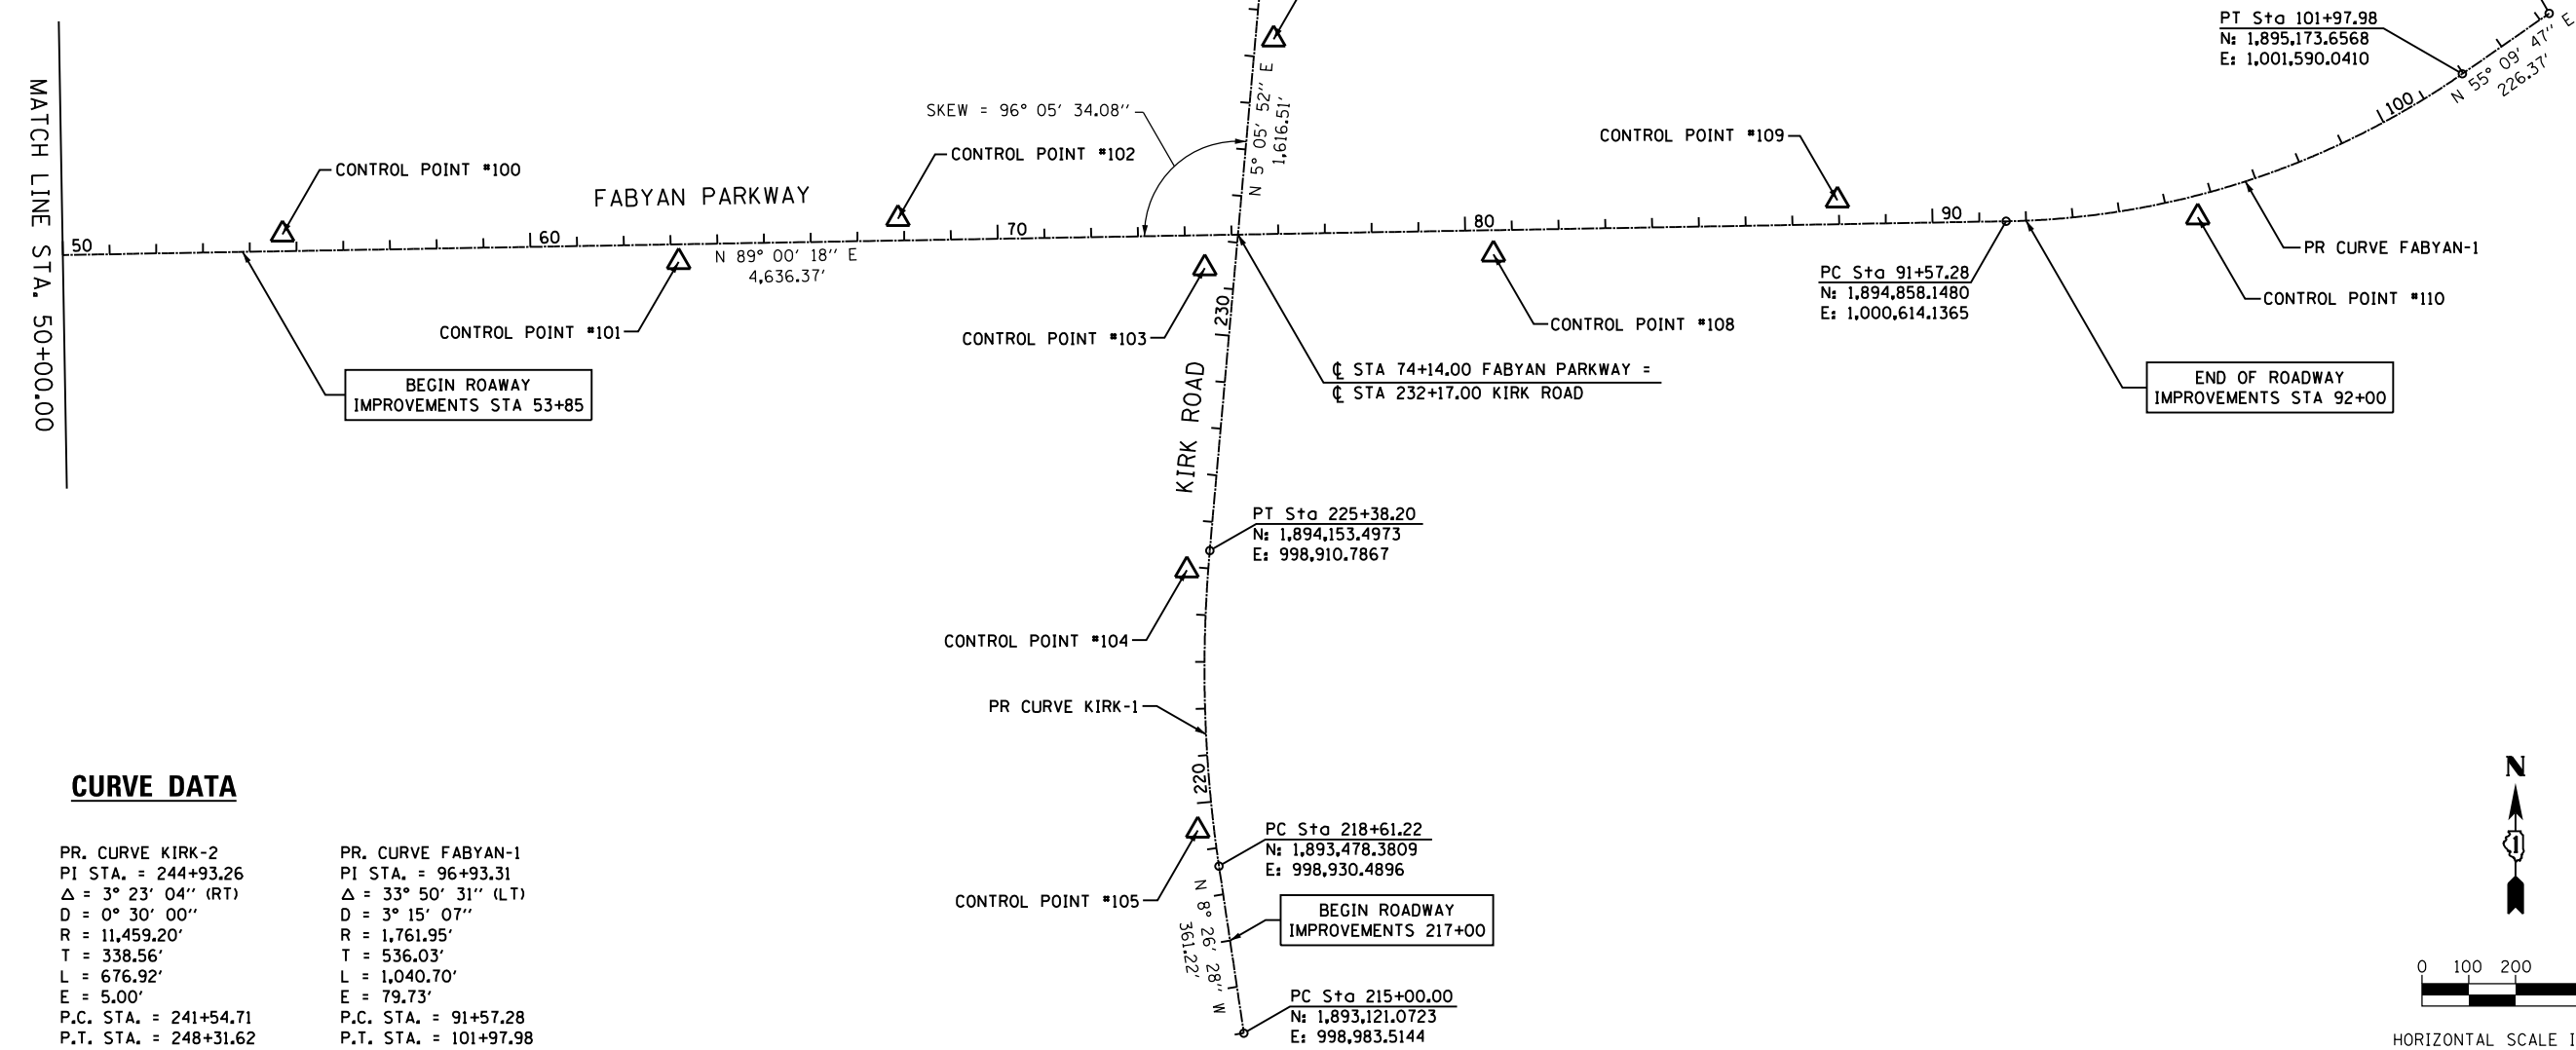 MATCH LINE STA. 50+00.00
CONTROL POINT #100
FABYAN PARKWAY
SKEW = 96° 05' 34.08''
CONTROL POINT #102
N 5° 05' 52'' E
1,616.51'
CONTROL POINT #109
PT Sta 101+97.98
N: 1,895,173.6568
E: 1,001,590.0410
N 55° 09' 47'' E
226.37'
50
60
70
80
90
100
N 89° 00' 18'' E
4,636.37'
CONTROL POINT #101
CONTROL POINT #103
230
CONTROL POINT #108
PC Sta 91+57.28
N: 1,894,858.1480
E: 1,000,614.1365
PR CURVE FABYAN-1
CONTROL POINT #110
BEGIN ROAWAY
IMPROVEMENTS STA 53+85
℄ STA 74+14.00 FABYAN PARKWAY =
℄ STA 232+17.00 KIRK ROAD
END OF ROADWAY
IMPROVEMENTS STA 92+00
KIRK ROAD
PT Sta 225+38.20
N: 1,894,153.4973
E: 998,910.7867
CONTROL POINT #104
PR CURVE KIRK-1
220
PC Sta 218+61.22
N: 1,893,478.3809
E: 998,930.4896
CONTROL POINT #105
N 8° 26' 28'' W
361.22'
BEGIN ROADWAY
IMPROVEMENTS 217+00
PC Sta 215+00.00
N: 1,893,121.0723
E: 998,983.5144
CURVE DATA
PR. CURVE KIRK-2
PI STA. = 244+93.26
Δ = 3° 23' 04'' (RT)
D = 0° 30' 00''
R = 11,459.20'
T = 338.56'
L = 676.92'
E = 5.00'
P.C. STA. = 241+54.71
P.T. STA. = 248+31.62
PR. CURVE FABYAN-1
PI STA. = 96+93.31
Δ = 33° 50' 31'' (LT)
D = 3° 15' 07''
R = 1,761.95'
T = 536.03'
L = 1,040.70'
E = 79.73'
P.C. STA. = 91+57.28
P.T. STA. = 101+97.98
N
1
0 100 200
HORIZONTAL SCALE